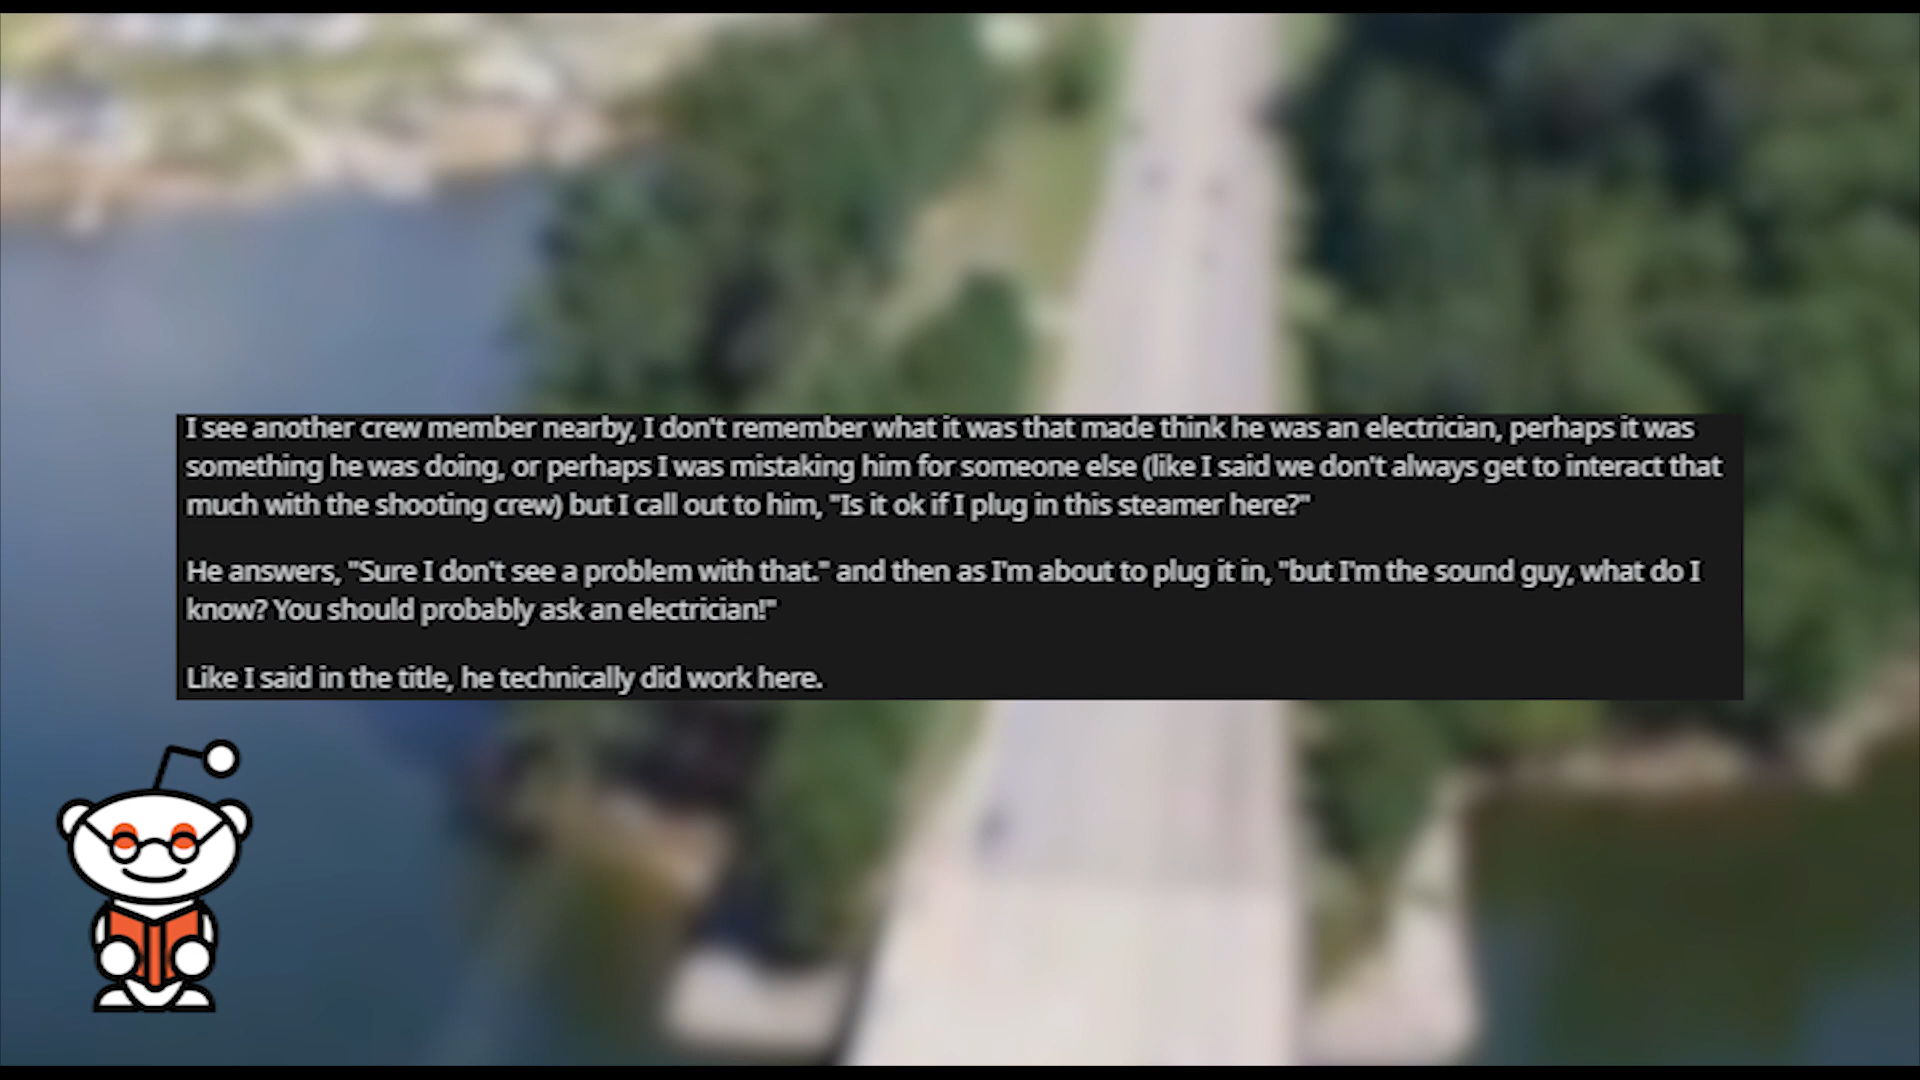 I see another crew member nearby, I don't remember what it was that made think he was an electrician, perhaps it was
something he was doing, or perhaps I was mistaking him for someone else (like I said we don't always get to interact that
much with the shooting crew) but I call out to him, "Is it ok if I plug in this steamer here?"
He answers, "Sure I don't see a problem with that." and then as I'm about to plug it in, "but I'm the sound guy, what do I
know? You should probably ask an electrician!"
Like I said in the title, he technically did work here.